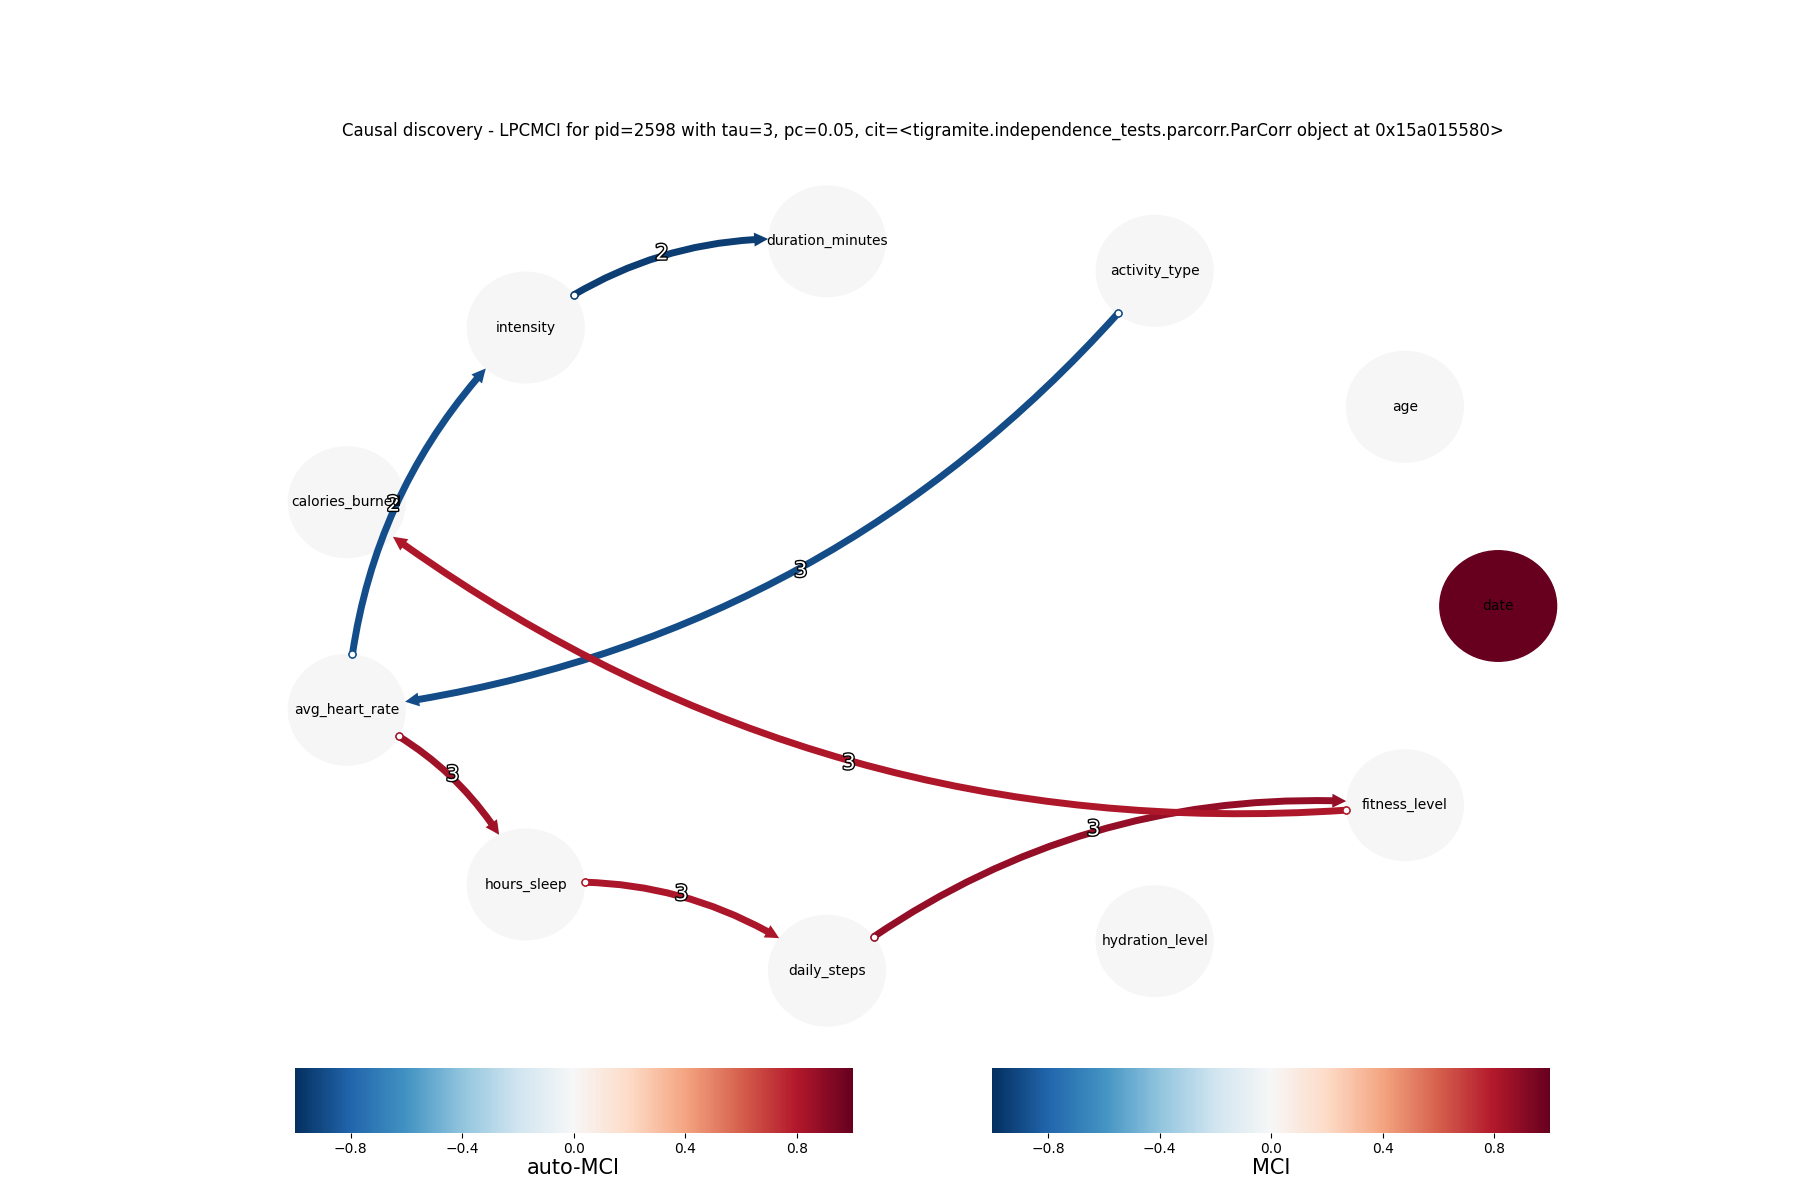 Causal discovery - LPCMCI for pid=2598 with tau=3, pc=0.05, cit=<tigramite.independence_tests.parcorr.ParCorr object at 0x15a015580>
duration_minutes
2
activity_type
intensity
age
calories_burned
2
3
date
avg_heart_rate
3
3
fitness_level
3
hours_sleep
3
hydration_level
daily_steps
−0.8 −0.4 0.0 0.4 0.8
auto-MCI
−0.8 −0.4 0.0 0.4 0.8
MCI